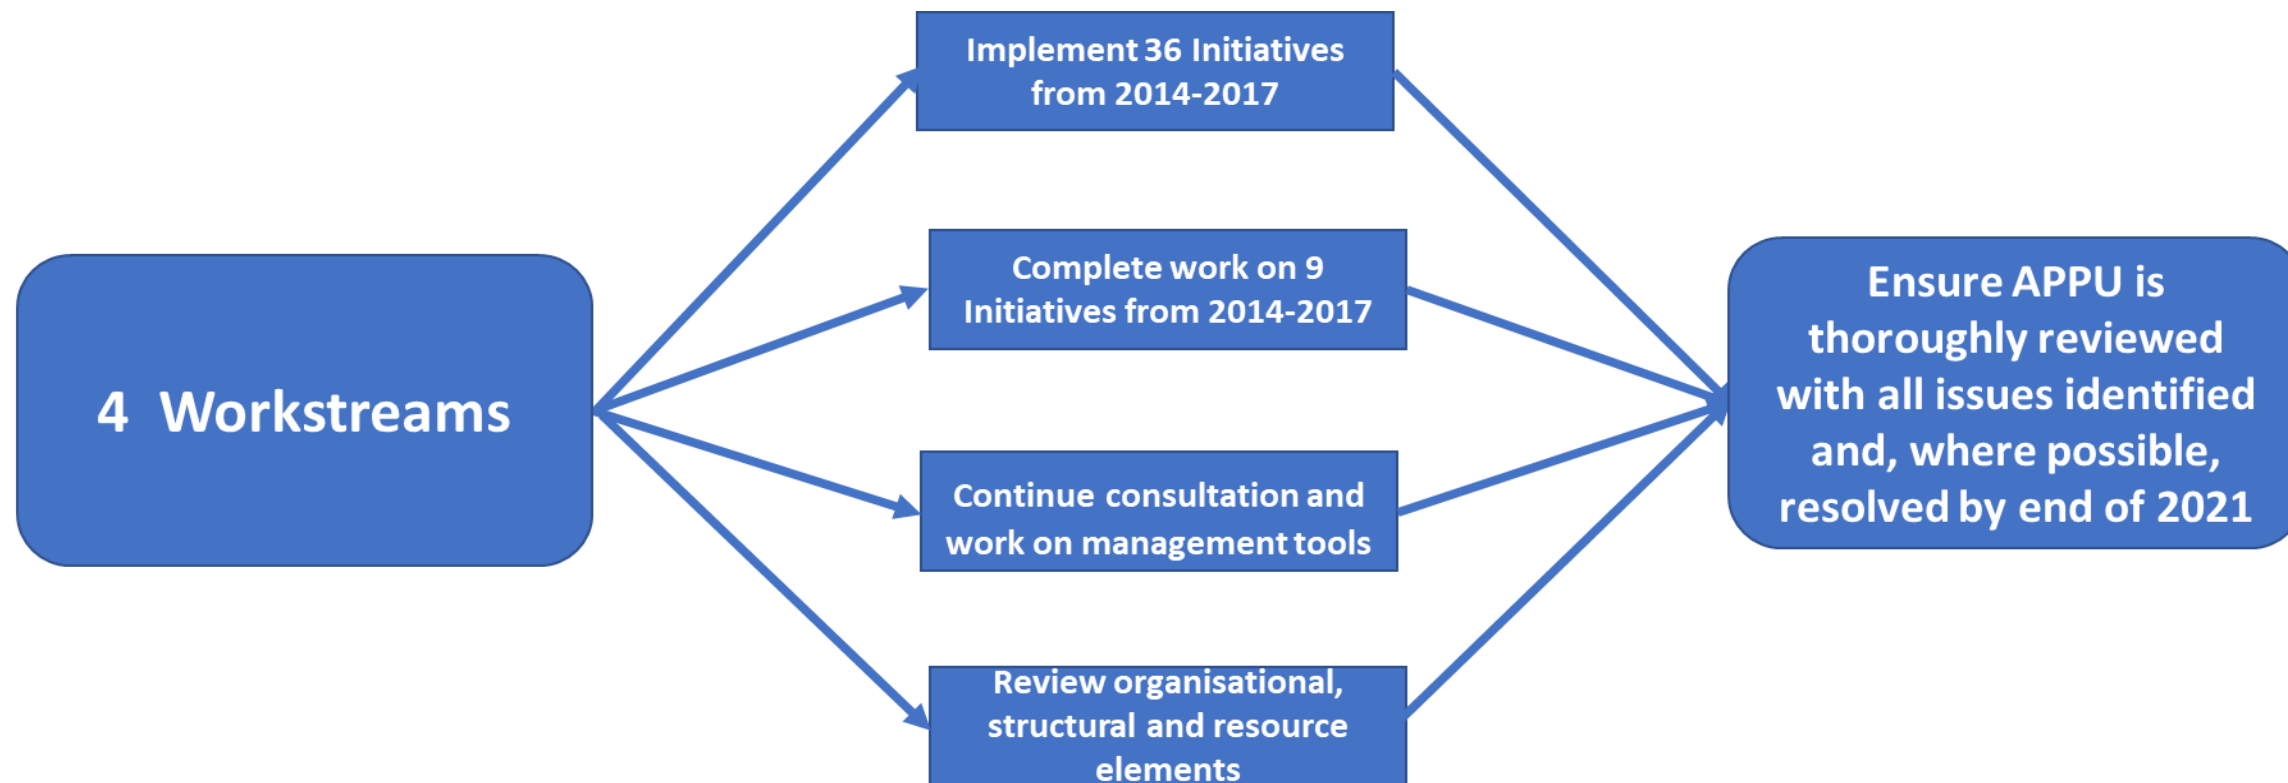 4 Workstreams
Implement 36 Initiatives
from 2014-2017
Complete work on 9
Initiatives from 2014-2017
Continue consultation and
work on management tools
Review organisational,
structural and resource
elements
Ensure APPU is
thoroughly reviewed
with all issues identified
and, where possible,
resolved by end of 2021